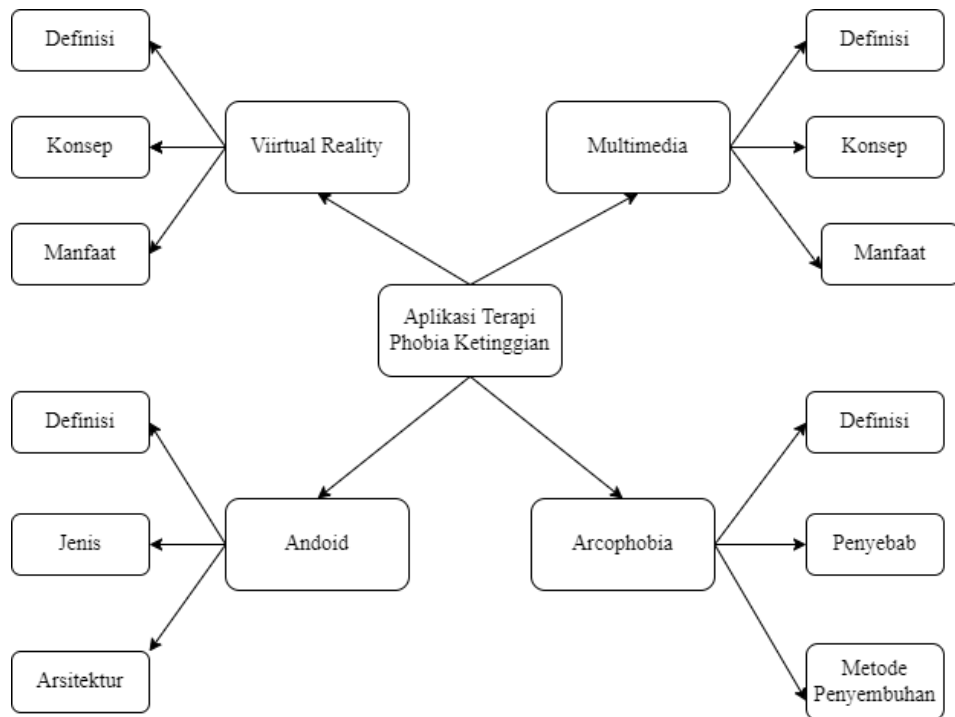 Definisi
Definisi
Viirtual Reality
Multimedia
Konsep
Konsep
Manfaat
Manfaat
Aplikasi Terapi
Phobia Ketinggian
Definisi
Definisi
Jenis
Andoid
Arcophobia
Penyebab
Arsitektur
Metode
Penyembuhan